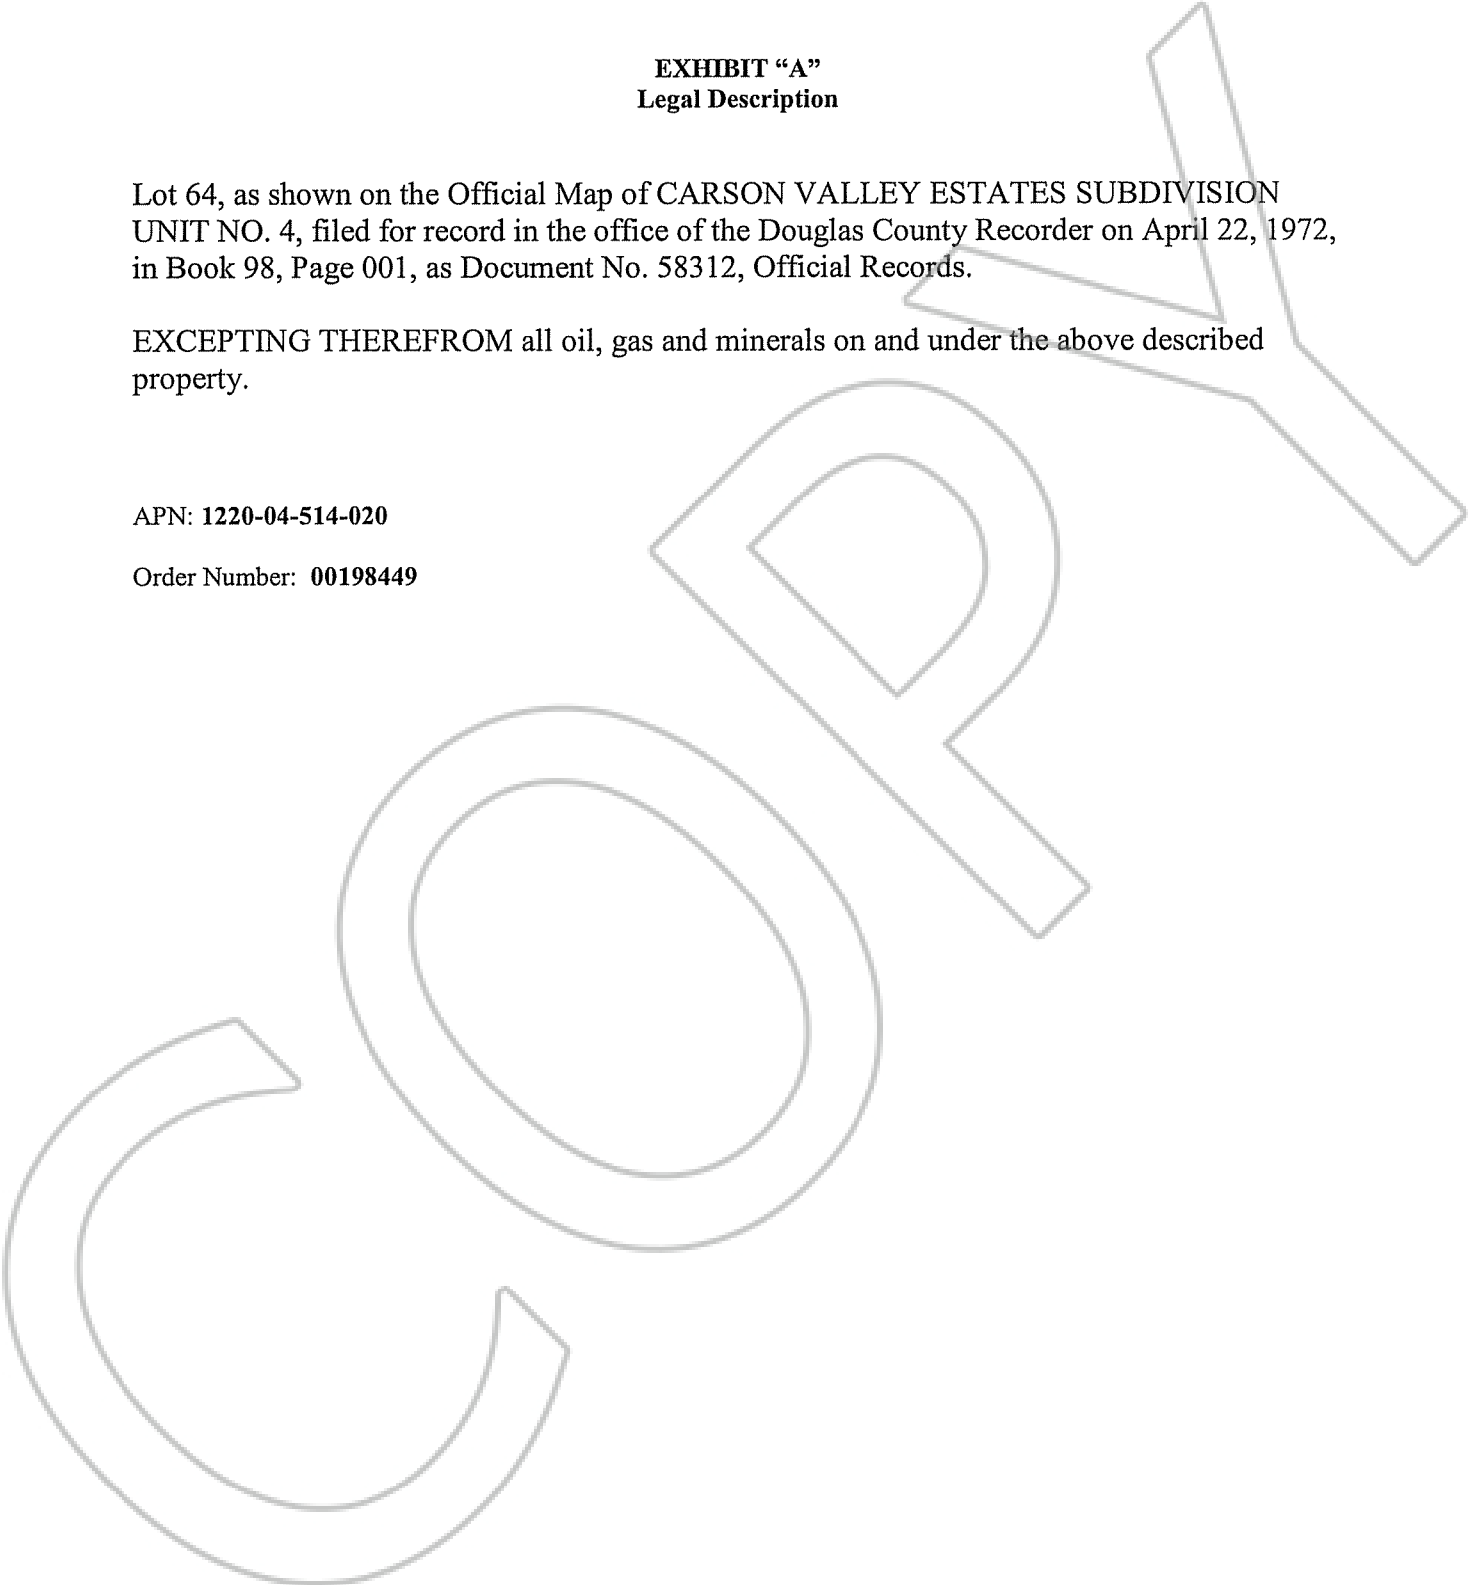 EXHIBIT “A”
Legal Description
Lot 64, as shown on the Official Map of CARSON VALLEY ESTATES SUBDIVISION
UNIT NO. 4, filed for record in the office of the Douglas County Recorder on April 22, 1972,
in Book 98, Page 001, as Document No. 58312, Official Records.
EXCEPTING THEREFROM all oil, gas and minerals on and under the above described
property.
APN: 1220-04-514-020
Order Number: 00198449
COPY